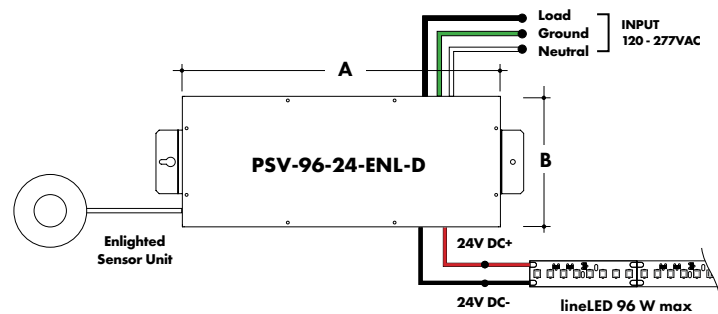 Load
Ground
Neutral
INPUT
120 - 277VAC
A
PSV-96-24-ENL-D
B
Enlighted
Sensor Unit
24V DC+
24V DC-
lineLED 96 W max